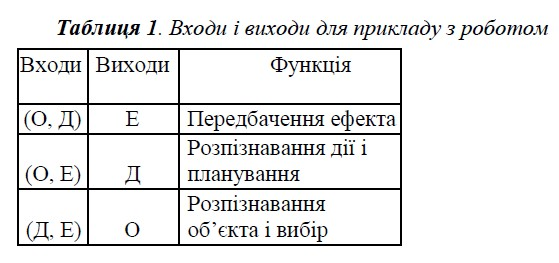 Таблиця 1. Входи і виходи для прикладу з роботом
Входи Виходи Функція
(О, Д) Е Передбачення ефекта
(О, Е) Д Розпізнавання дії і
планування
(Д, Е) О Розпізнавання
об’єкта і вибір